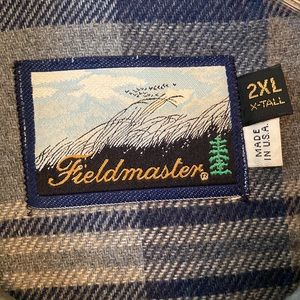 Fieldmaster®
2XL
X-TALL
MADE
IN U.S.A.